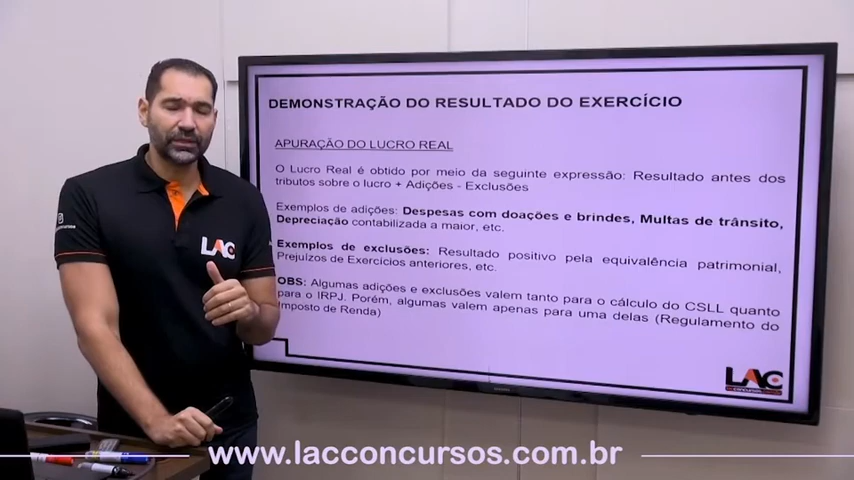 DEMONSTRAÇÃO DO RESULTADO DO EXERCÍCIO
APURAÇÃO DO LUCRO REAL
O Lucro Real é obtido por meio da seguinte expressão: Resultado antes dos
tributos sobre o lucro + Adições - Exclusões
Exemplos de adições: Despesas com doações e brindes, Multas de trânsito,
Depreciação contabilizada a maior, etc.
Exemplos de exclusões: Resultado positivo pela equivalência patrimonial,
Prejuízos de Exercícios anteriores, etc.
OBS: Algumas adições e exclusões valem tanto para o cálculo do CSLL quanto
para o IRPJ. Porém, algumas valem apenas para uma delas (Regulamento do
Imposto de Renda)
LAC
LAC
CONCURSOS
www.lacconcursos.com.br